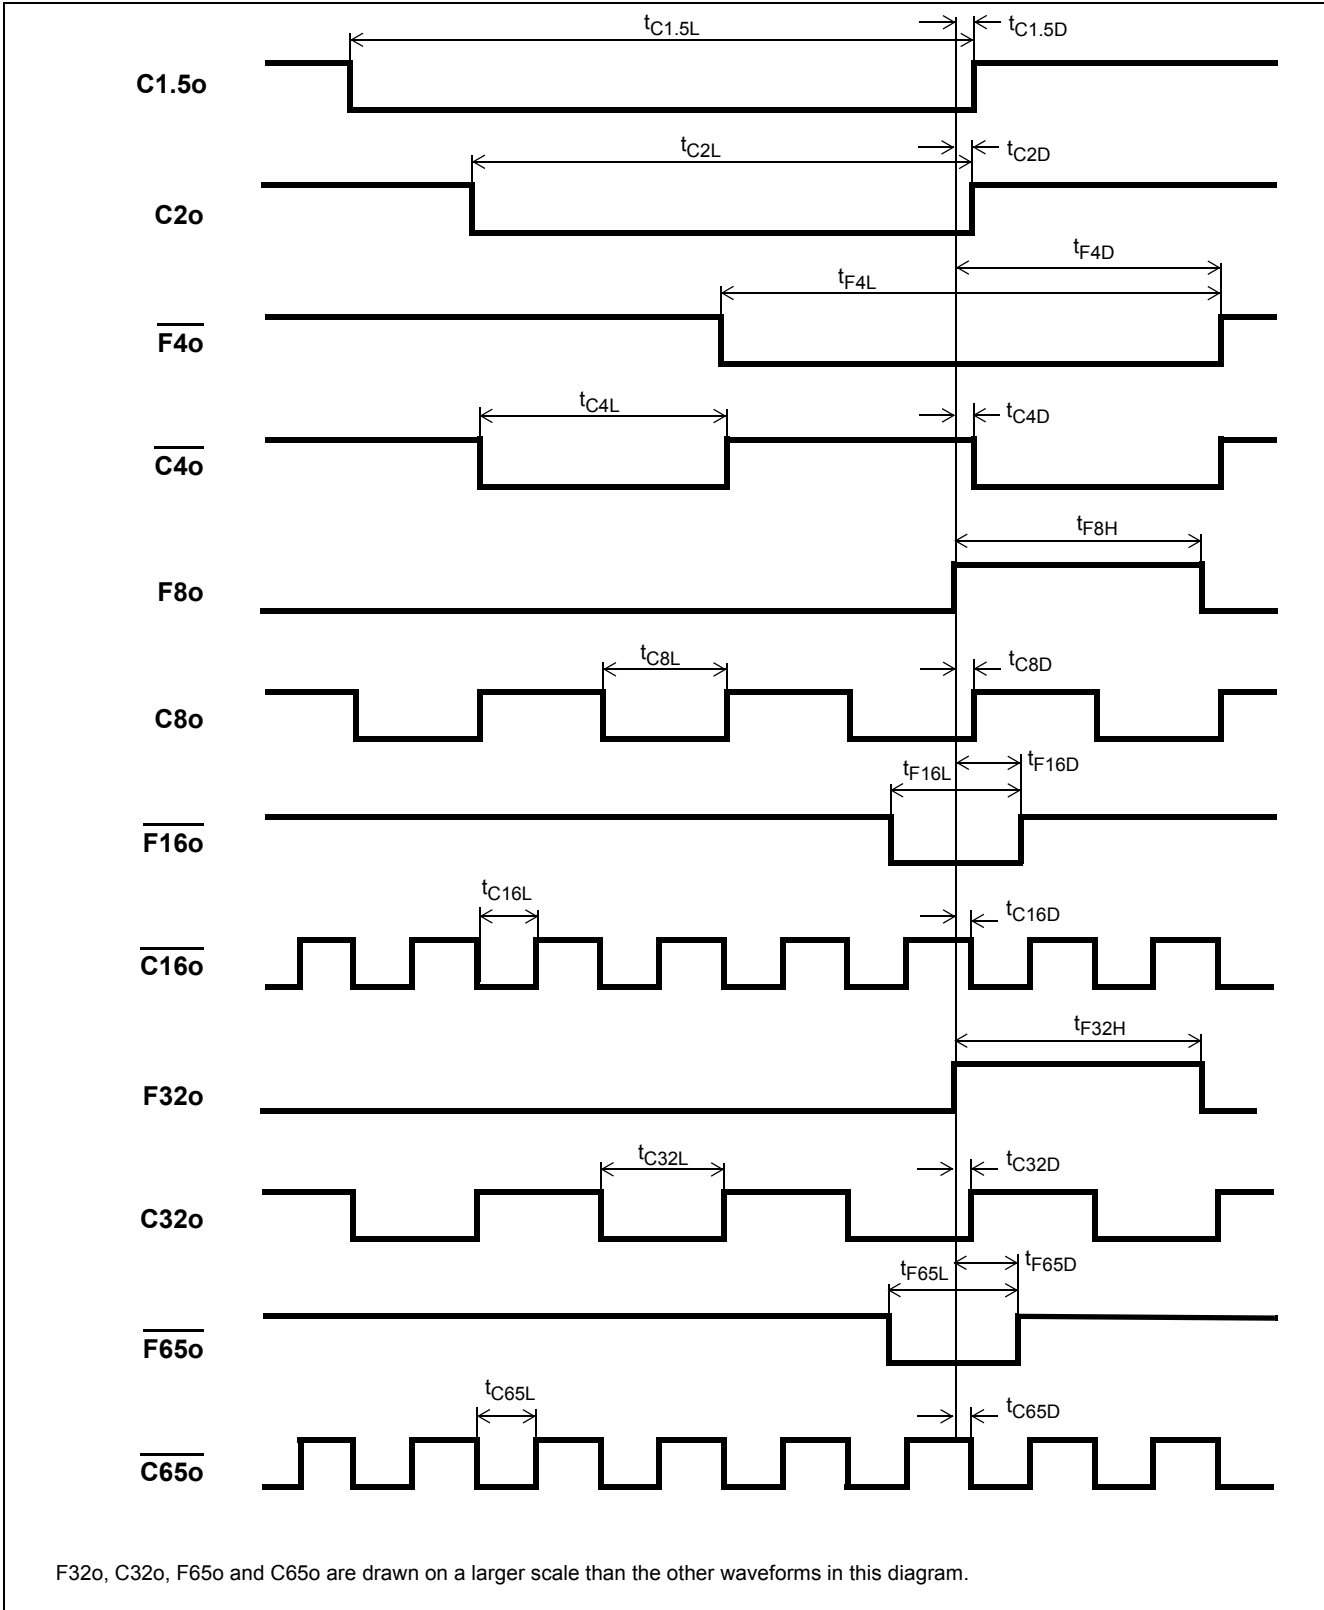 tC1.5L
tC1.5D
C1.5o
tC2L
tC2D
C2o
tF4D
tF4L
F4o
tC4L
tC4D
C4o
tF8H
F8o
tC8L
tC8D
C8o
tF16L
tF16D
F16o
tC16L
tC16D
C16o
tF32H
F32o
tC32L
tC32D
C32o
tF65L
tF65D
F65o
tC65L
tC65D
C65o
F32o, C32o, F65o and C65o are drawn on a larger scale than the other waveforms in this diagram.